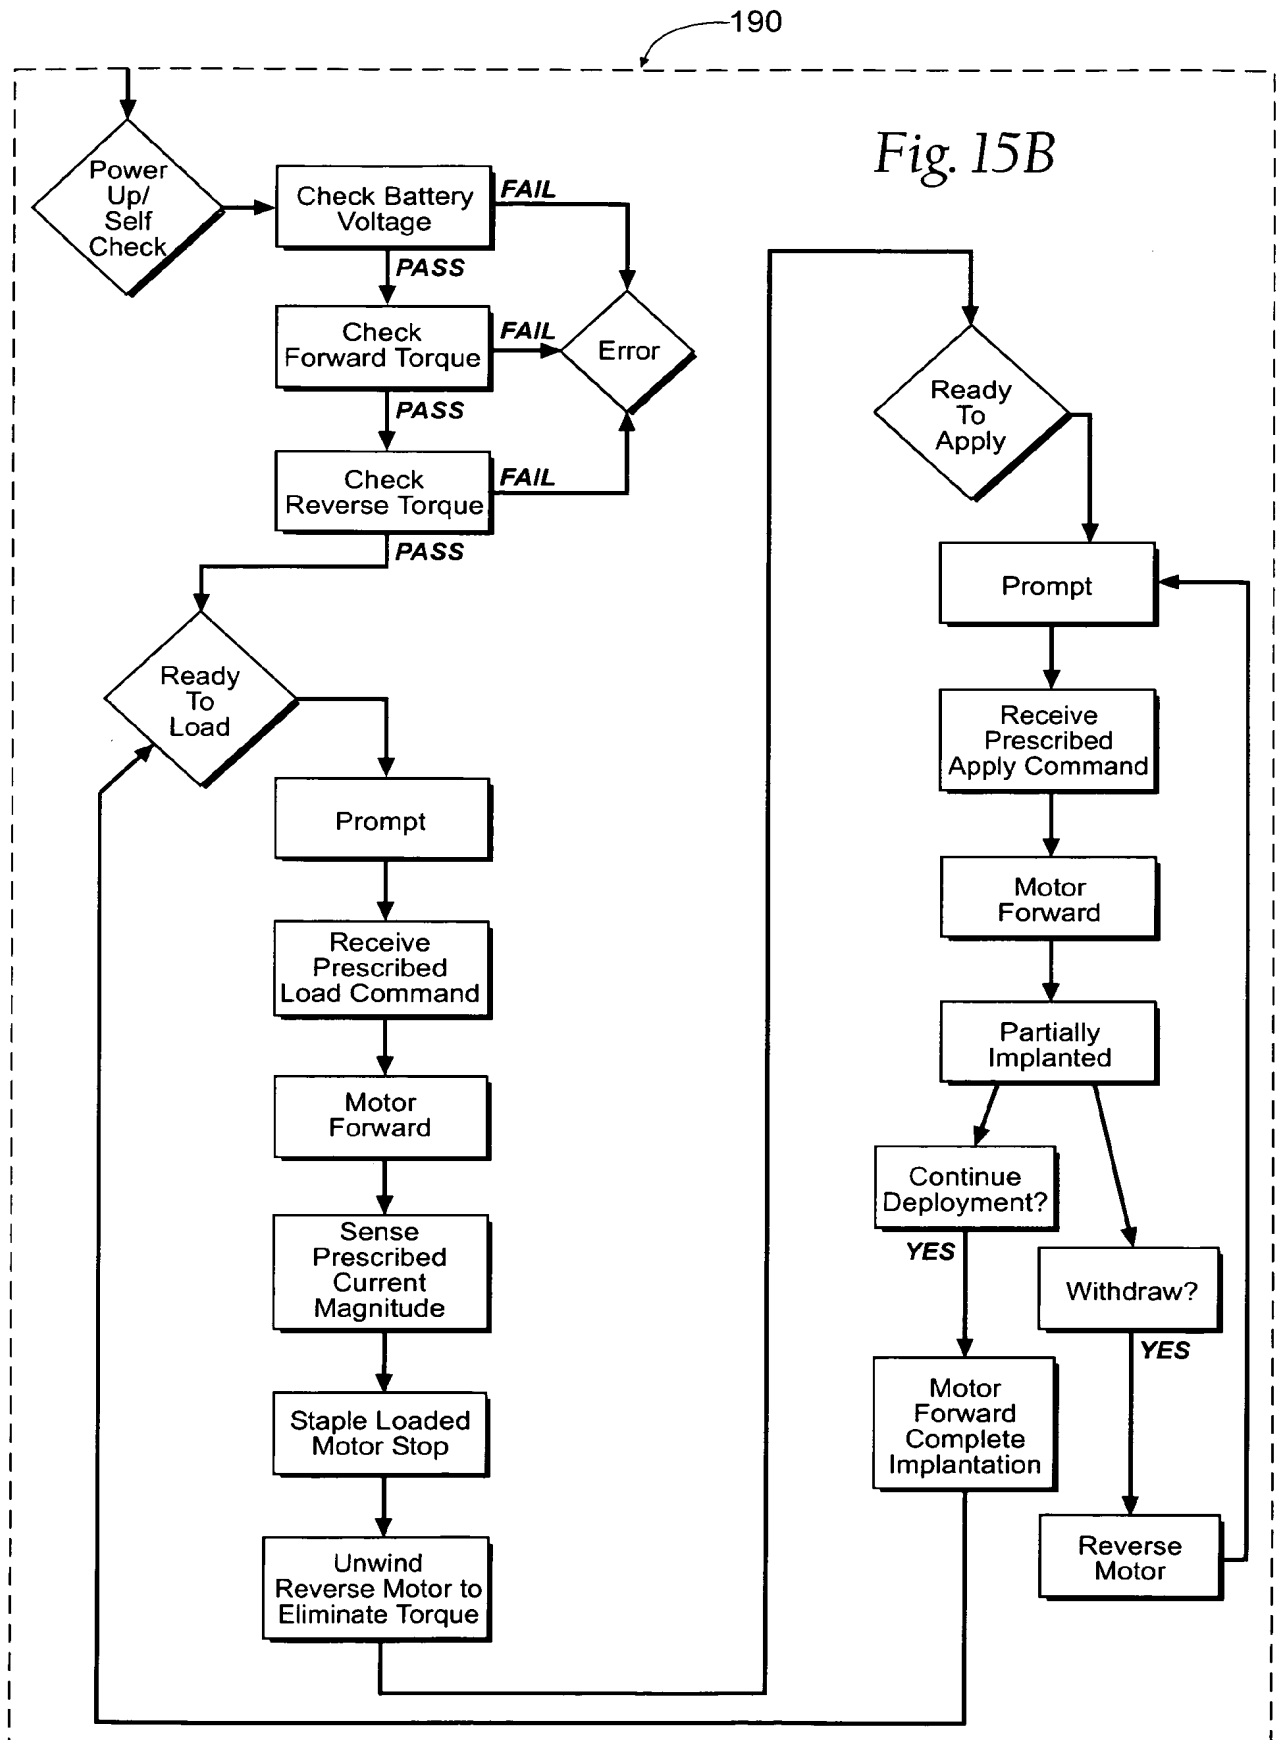 190
Fig. 15B
Power
Up/
Self
Check
Check Battery
Voltage
FAIL
PASS
Check
Forward Torque
FAIL
Error
PASS
Check
Reverse Torque
FAIL
PASS
Ready
To
Load
Prompt
Receive
Prescribed
Load Command
Motor
Forward
Sense
Prescribed
Current
Magnitude
Staple Loaded
Motor Stop
Unwind
Reverse Motor to
Eliminate Torque
Ready
To
Apply
Prompt
Receive
Prescribed
Apply Command
Motor
Forward
Partially
Implanted
Continue
Deployment?
YES
Motor
Forward
Complete
Implantation
Withdraw?
YES
Reverse
Motor